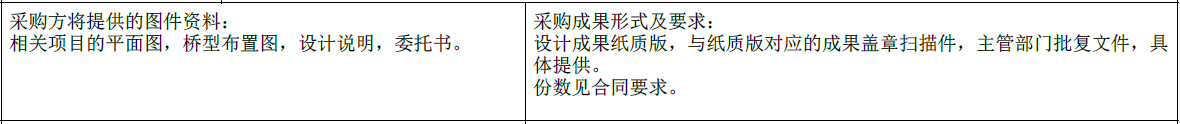 采购方将提供的图件资料：
相关项目的平面图，桥型布置图，设计说明，委托书。
采购成果形式及要求：
设计成果纸质版，与纸质版对应的成果盖章扫描件，主管部门批复文件，具
体提供。
份数见合同要求。